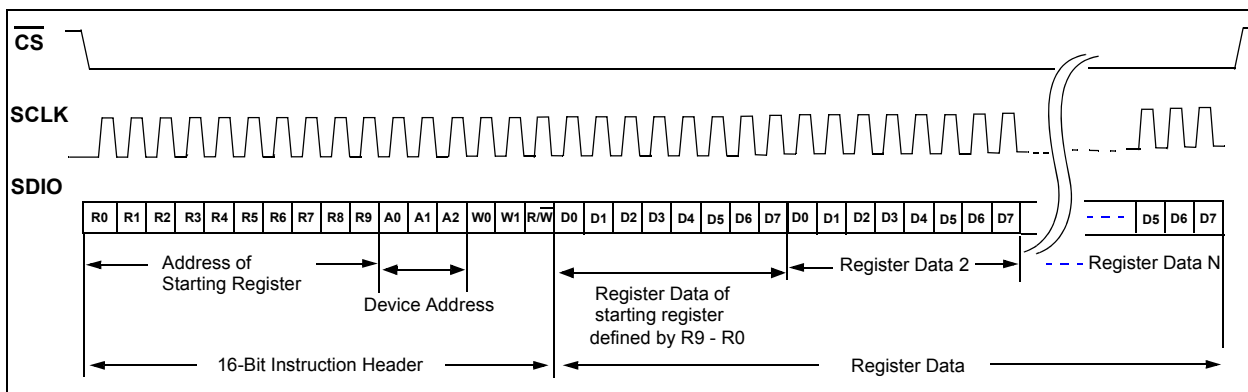 CS
SCLK
SDIO
R0 R1 R2 R3 R4 R5 R6 R7 R8 R9 A0 A1 A2 W0 W1 R/W D0 D1 D2 D3 D4 D5 D6 D7 D0 D1 D2 D3 D4 D5 D6 D7 D5 D6 D7
Address of
Starting Register
Device Address
Register Data of
starting register
defined by R9 - R0
Register Data 2
Register Data N
16-Bit Instruction Header
Register Data